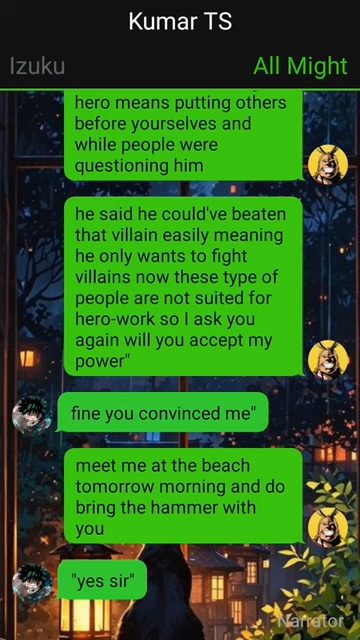 Kumar TS
Izuku
All Might
hero means putting others
before yourselves and
while people were
questioning him
he said he could've beaten
that villain easily meaning
he only wants to fight
villains now these type of
people are not suited for
hero-work so I ask you
again will you accept my
power"
fine you convinced me"
meet me at the beach
tomorrow morning and do
bring the hammer with
you
"yes sir"
Narrator